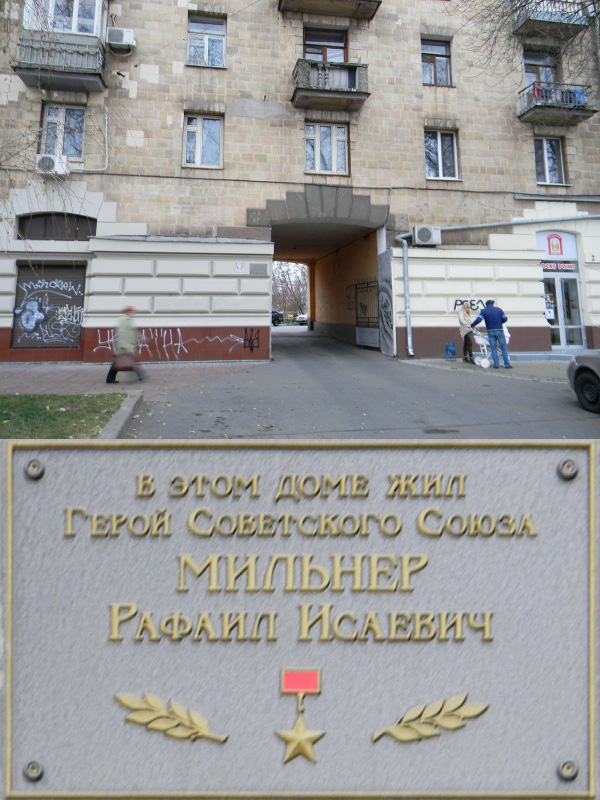 В ЭТОМ ДОМЕ ЖИЛ
ГЕРОЙ СОВЕТСКОГО СОЮЗА
МИЛЬНЕР
РАФАИЛ ИСАЕВИЧ